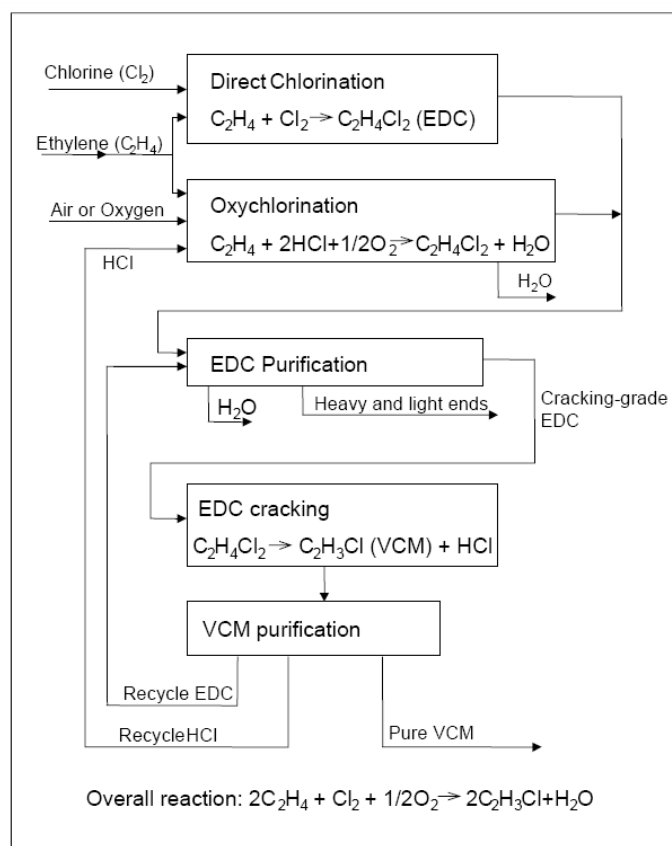 Chlorine (Cl₂)
Direct Chlorination
C₂H₄ + Cl₂→ C₂H₄Cl₂ (EDC)
Ethylene (C₂H₄)
Air or Oxygen
Oxychlorination
C₂H₄ + 2HCl+1/2O₂→C₂H₄Cl₂ + H₂O
HCl
H₂O
EDC Purification
H₂O
Heavy and light ends
Cracking-grade
EDC
EDC cracking
C₂H₄Cl₂→ C₂H₃Cl (VCM) + HCl
VCM purification
Recycle EDC
RecycleHCl
Pure VCM
Overall reaction: 2C₂H₄ + Cl₂ + 1/2O₂→ 2C₂H₃Cl+H₂O